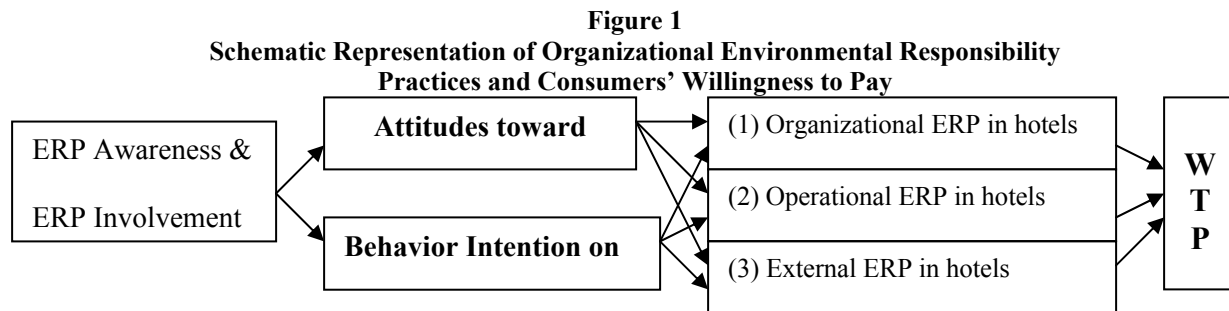 Figure 1
Schematic Representation of Organizational Environmental Responsibility
Practices and Consumers’ Willingness to Pay
ERP Awareness &
ERP Involvement
Attitudes toward
Behavior Intention on
(1) Organizational ERP in hotels
(2) Operational ERP in hotels
(3) External ERP in hotels
W
T
P